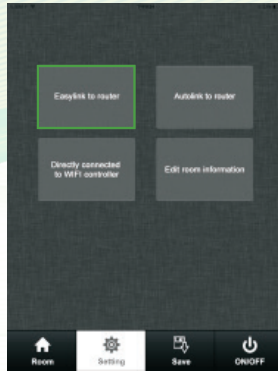 Easylink to router
Autolink to router
Directly connected
to WIFI controller
Edit room information
Room
Setting
Save
ON/OFF